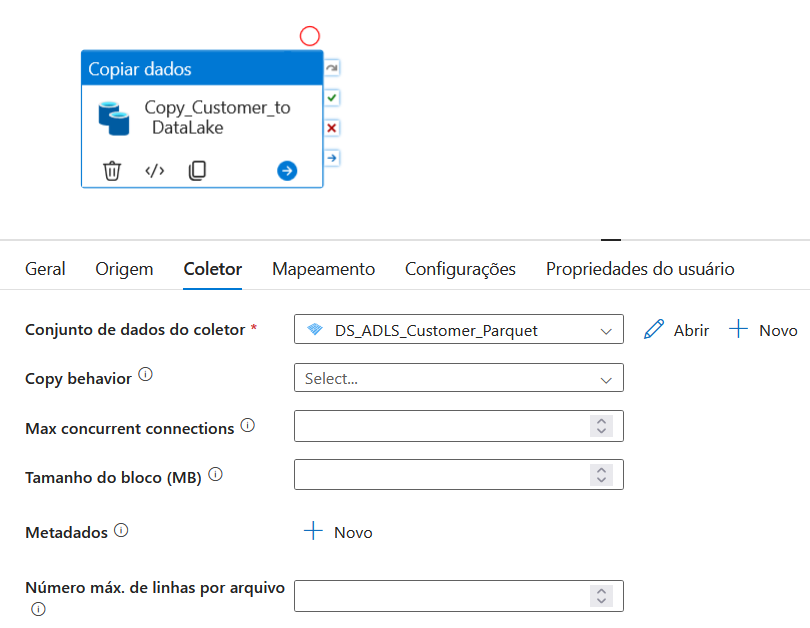 Copiar dados
Copy_Customer_to
DataLake
Geral Origem Coletor Mapeamento Configurações Propriedades do usuário
Conjunto de dados do coletor * DS_ADLS_Customer_Parquet Abrir Novo
Copy behavior Select...
Max concurrent connections
Tamanho do bloco (MB)
Metadados Novo
Número máx. de linhas por arquivo